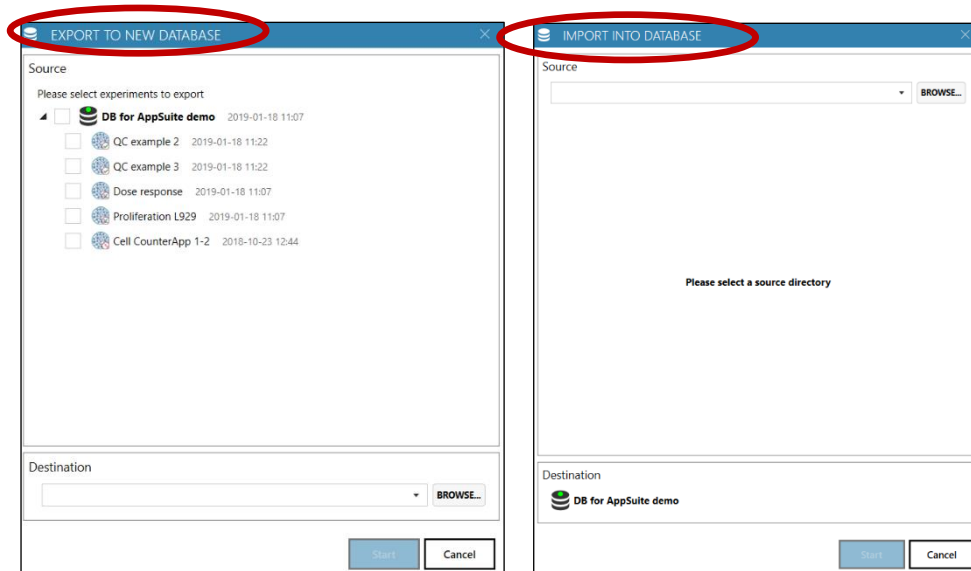 EXPORT TO NEW DATABASE
Source
Please select experiments to export
DB for AppSuite demo 2019-01-18 11:07
QC example 2 2019-01-18 11:22
QC example 3 2019-01-18 11:22
Dose response 2019-01-18 11:07
Proliferation L929 2019-01-18 11:07
Cell CounterApp 1-2 2018-10-23 12:44
Destination
BROWSE...
Start Cancel
IMPORT INTO DATABASE
Source
BROWSE...
Please select a source directory
Destination
DB for AppSuite demo
Start Cancel